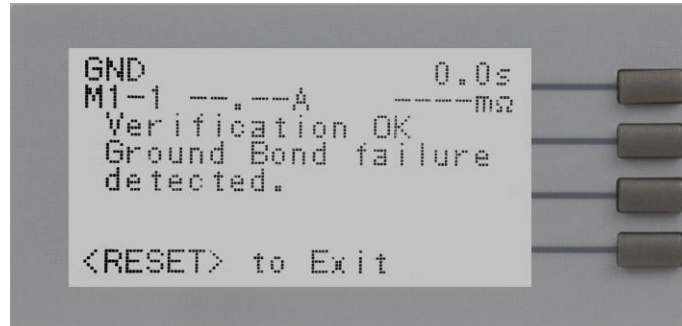 GND 0.0s
M1-1 --.--A ----mΩ
Verification OK
Ground Bond failure
detected.
<RESET> to Exit